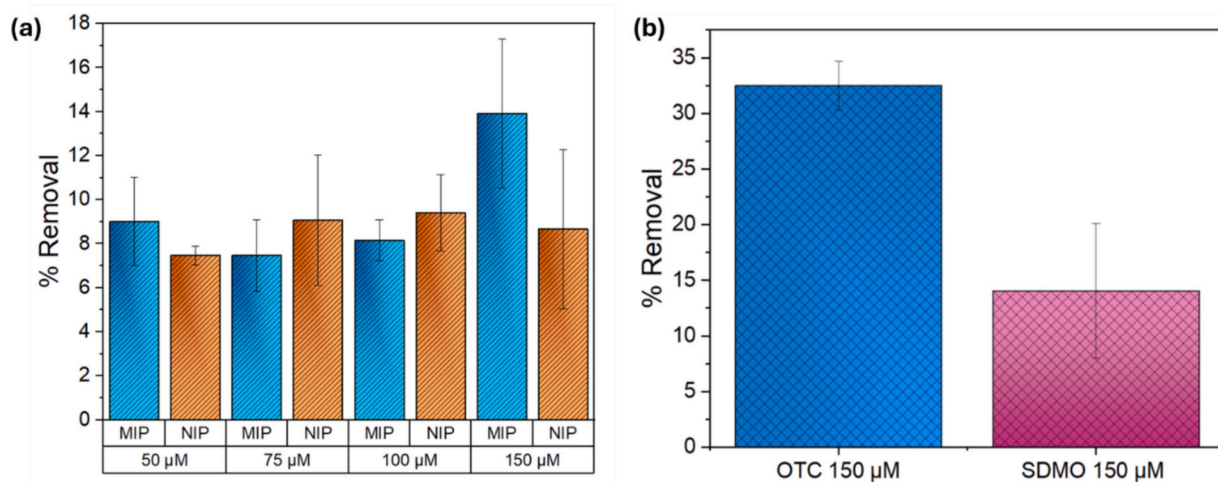 (a)
% Removal
18
16
14
12
10
8
6
4
2
0
MIP NIP MIP NIP MIP NIP MIP NIP
50 µM 75 µM 100 µM 150 µM
(b)
% Removal
35
30
25
20
15
10
5
0
OTC 150 µM SDMO 150 µM